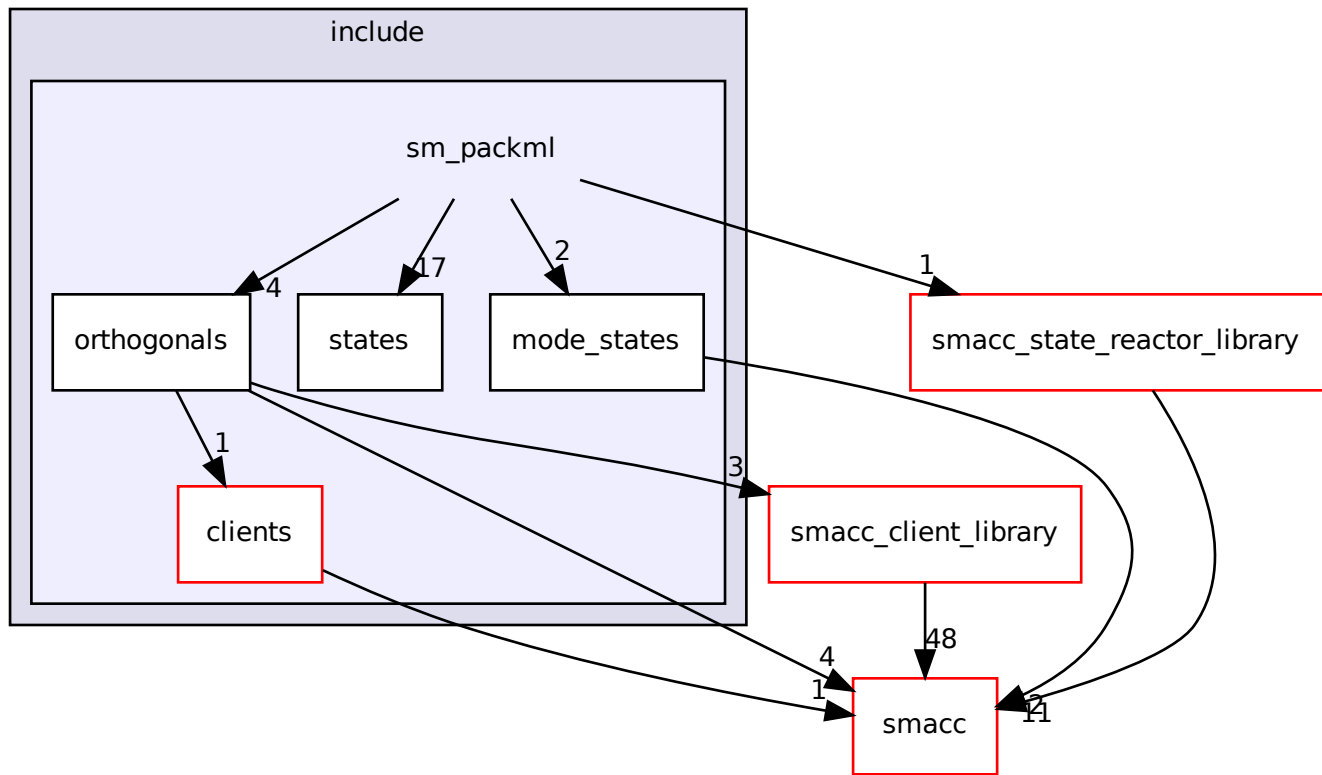 include
sm_packml
4
17
2
1
orthogonals
states
mode_states
smacc_state_reactor_library
1
3
clients
smacc_client_library
48
4
1
2
11
smacc